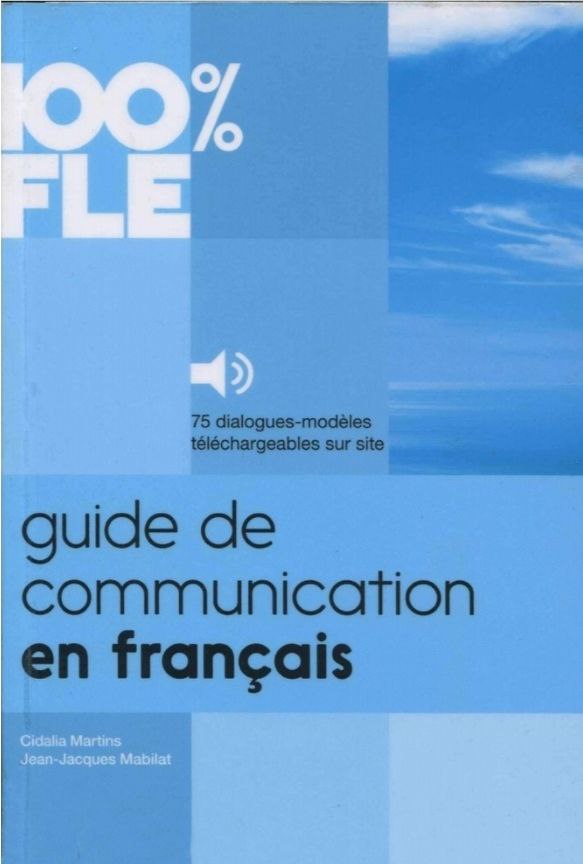 100%
FLE
75 dialogues-modèles
téléchargeables sur site
guide de
communication
en français
Cidalia Martins
Jean-Jacques Mabilat